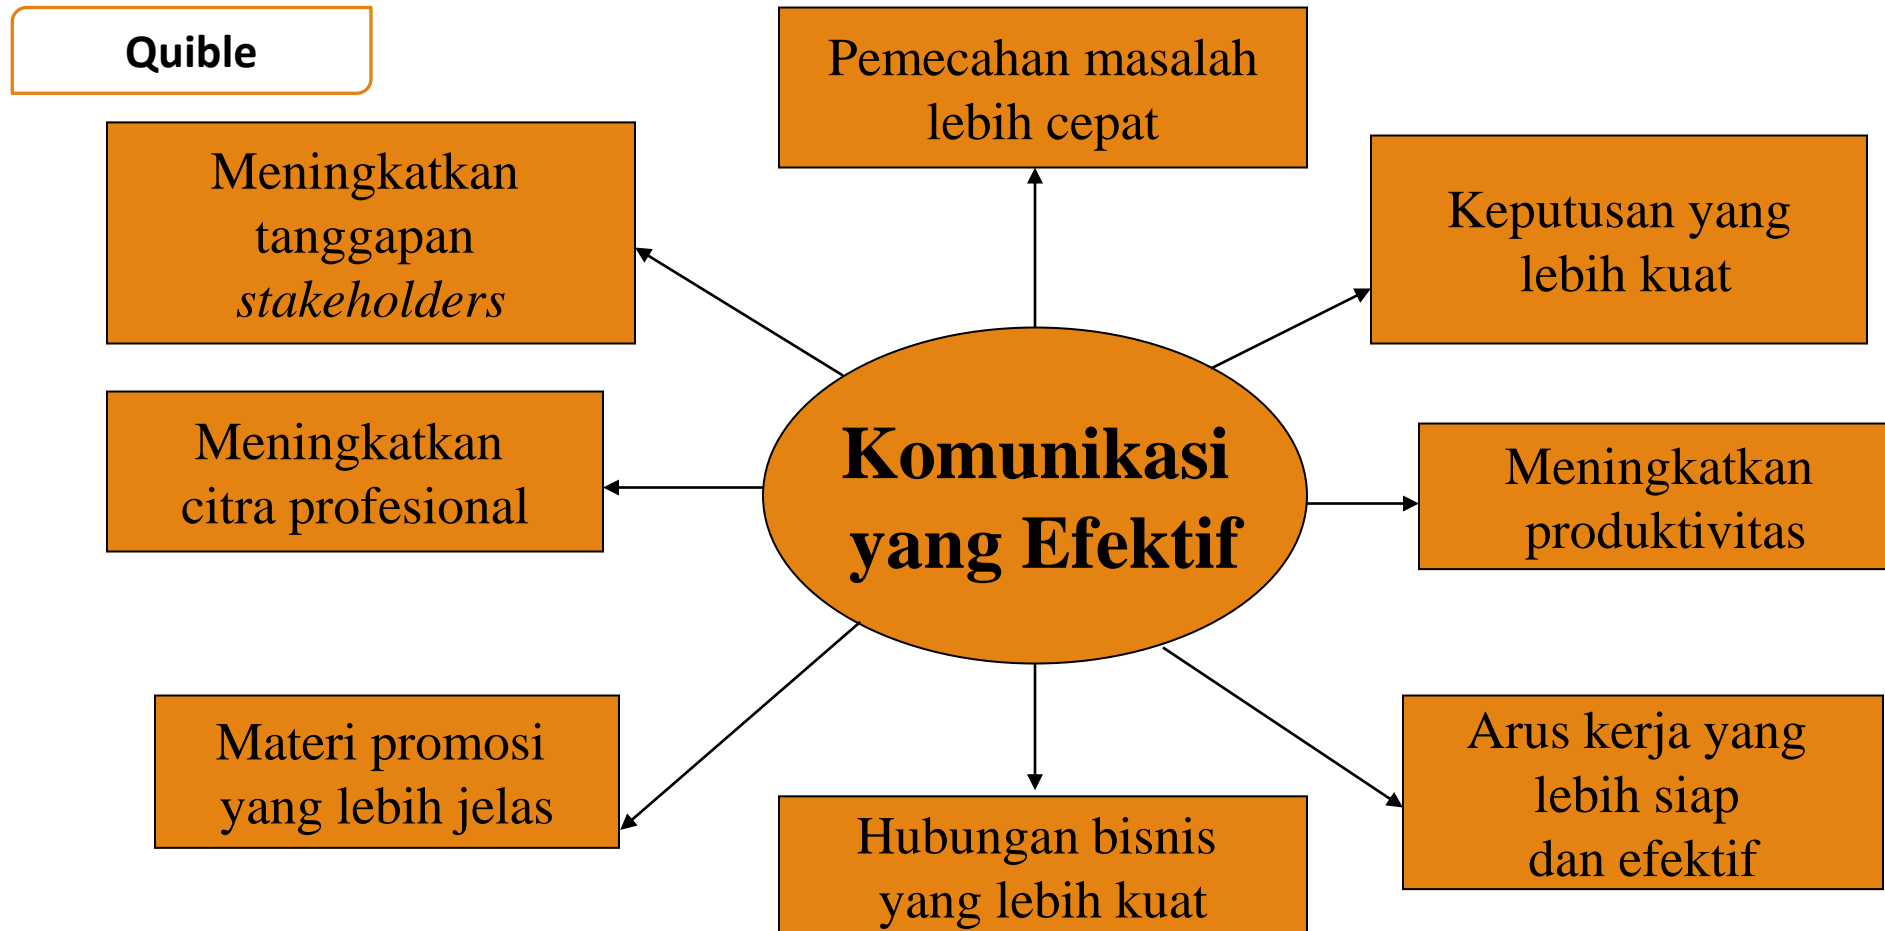 Quible
Pemecahan masalah
lebih cepat
Meningkatkan
tanggapan
stakeholders
Keputusan yang
lebih kuat
Meningkatkan
citra profesional
Komunikasi
yang Efektif
Meningkatkan
produktivitas
Materi promosi
yang lebih jelas
Hubungan bisnis
yang lebih kuat
Arus kerja yang
lebih siap
dan efektif